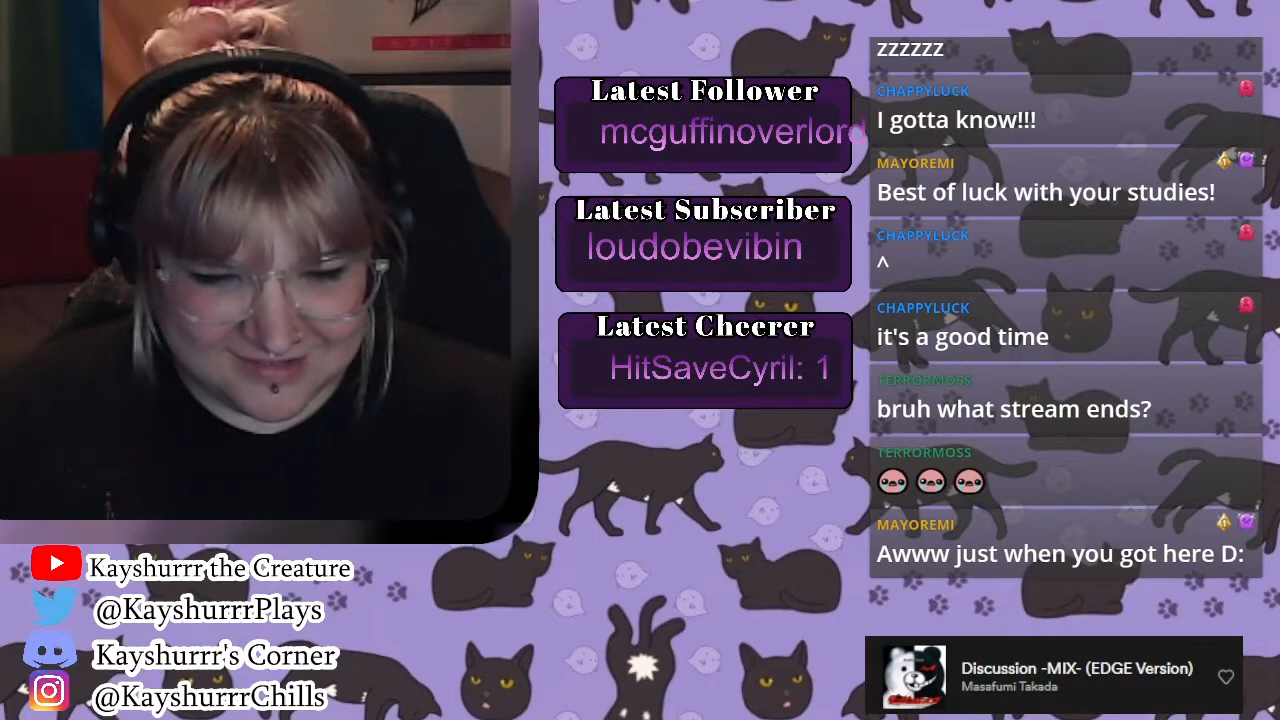 Latest Follower
mcguffinoverlord
Latest Subscriber
loudobevibin
Latest Cheerer
HitSaveCyril: 1
zzzzzz
CHAPPYLUCK
I gotta know!!!
MAYOREMI
Best of luck with your studies!
CHAPPYLUCK
^
CHAPPYLUCK
it's a good time
TERRORMOSS
bruh what stream ends?
TERRORMOSS
MAYOREMI
Awww just when you got here D:
Kayshurrr the Creature
@KayshurrrPlays
Kayshurrr's Corner
@KayshurrrChills
Discussion -MIX- (EDGE Version)
Masafumi Takada